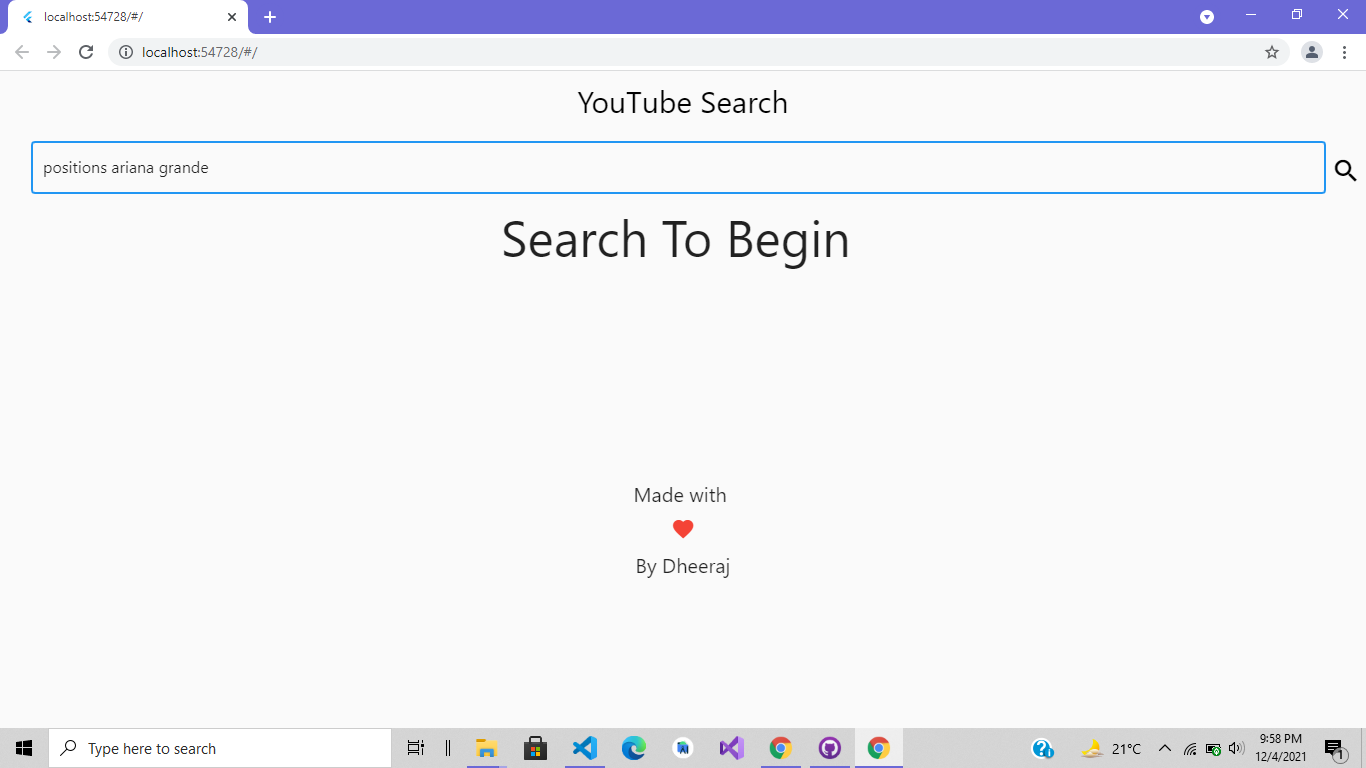 localhost:54728/#/
localhost:54728/#/
YouTube Search
positions ariana grande
Search To Begin
Made with
By Dheeraj
Type here to search
21°C
9:58 PM
12/4/2021
1